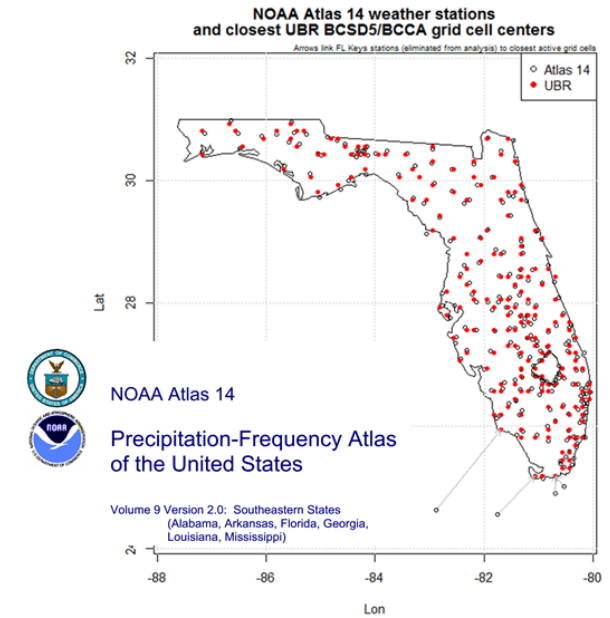 NOAA Atlas 14 weather stations
and closest UBR BCSD5/BCCA grid cell centers
Arrows link FL Keys stations (eliminated from analysis) to closest active grid cells
Atlas 14
UBR
32
30
28
24
Lat
NOAA
NOAA Atlas 14
Precipitation-Frequency Atlas
of the United States
Volume 9 Version 2.0: Southeastern States
(Alabama, Arkansas, Florida, Georgia,
Louisiana, Mississippi)
-88
-86
-84
-82
-80
Lon